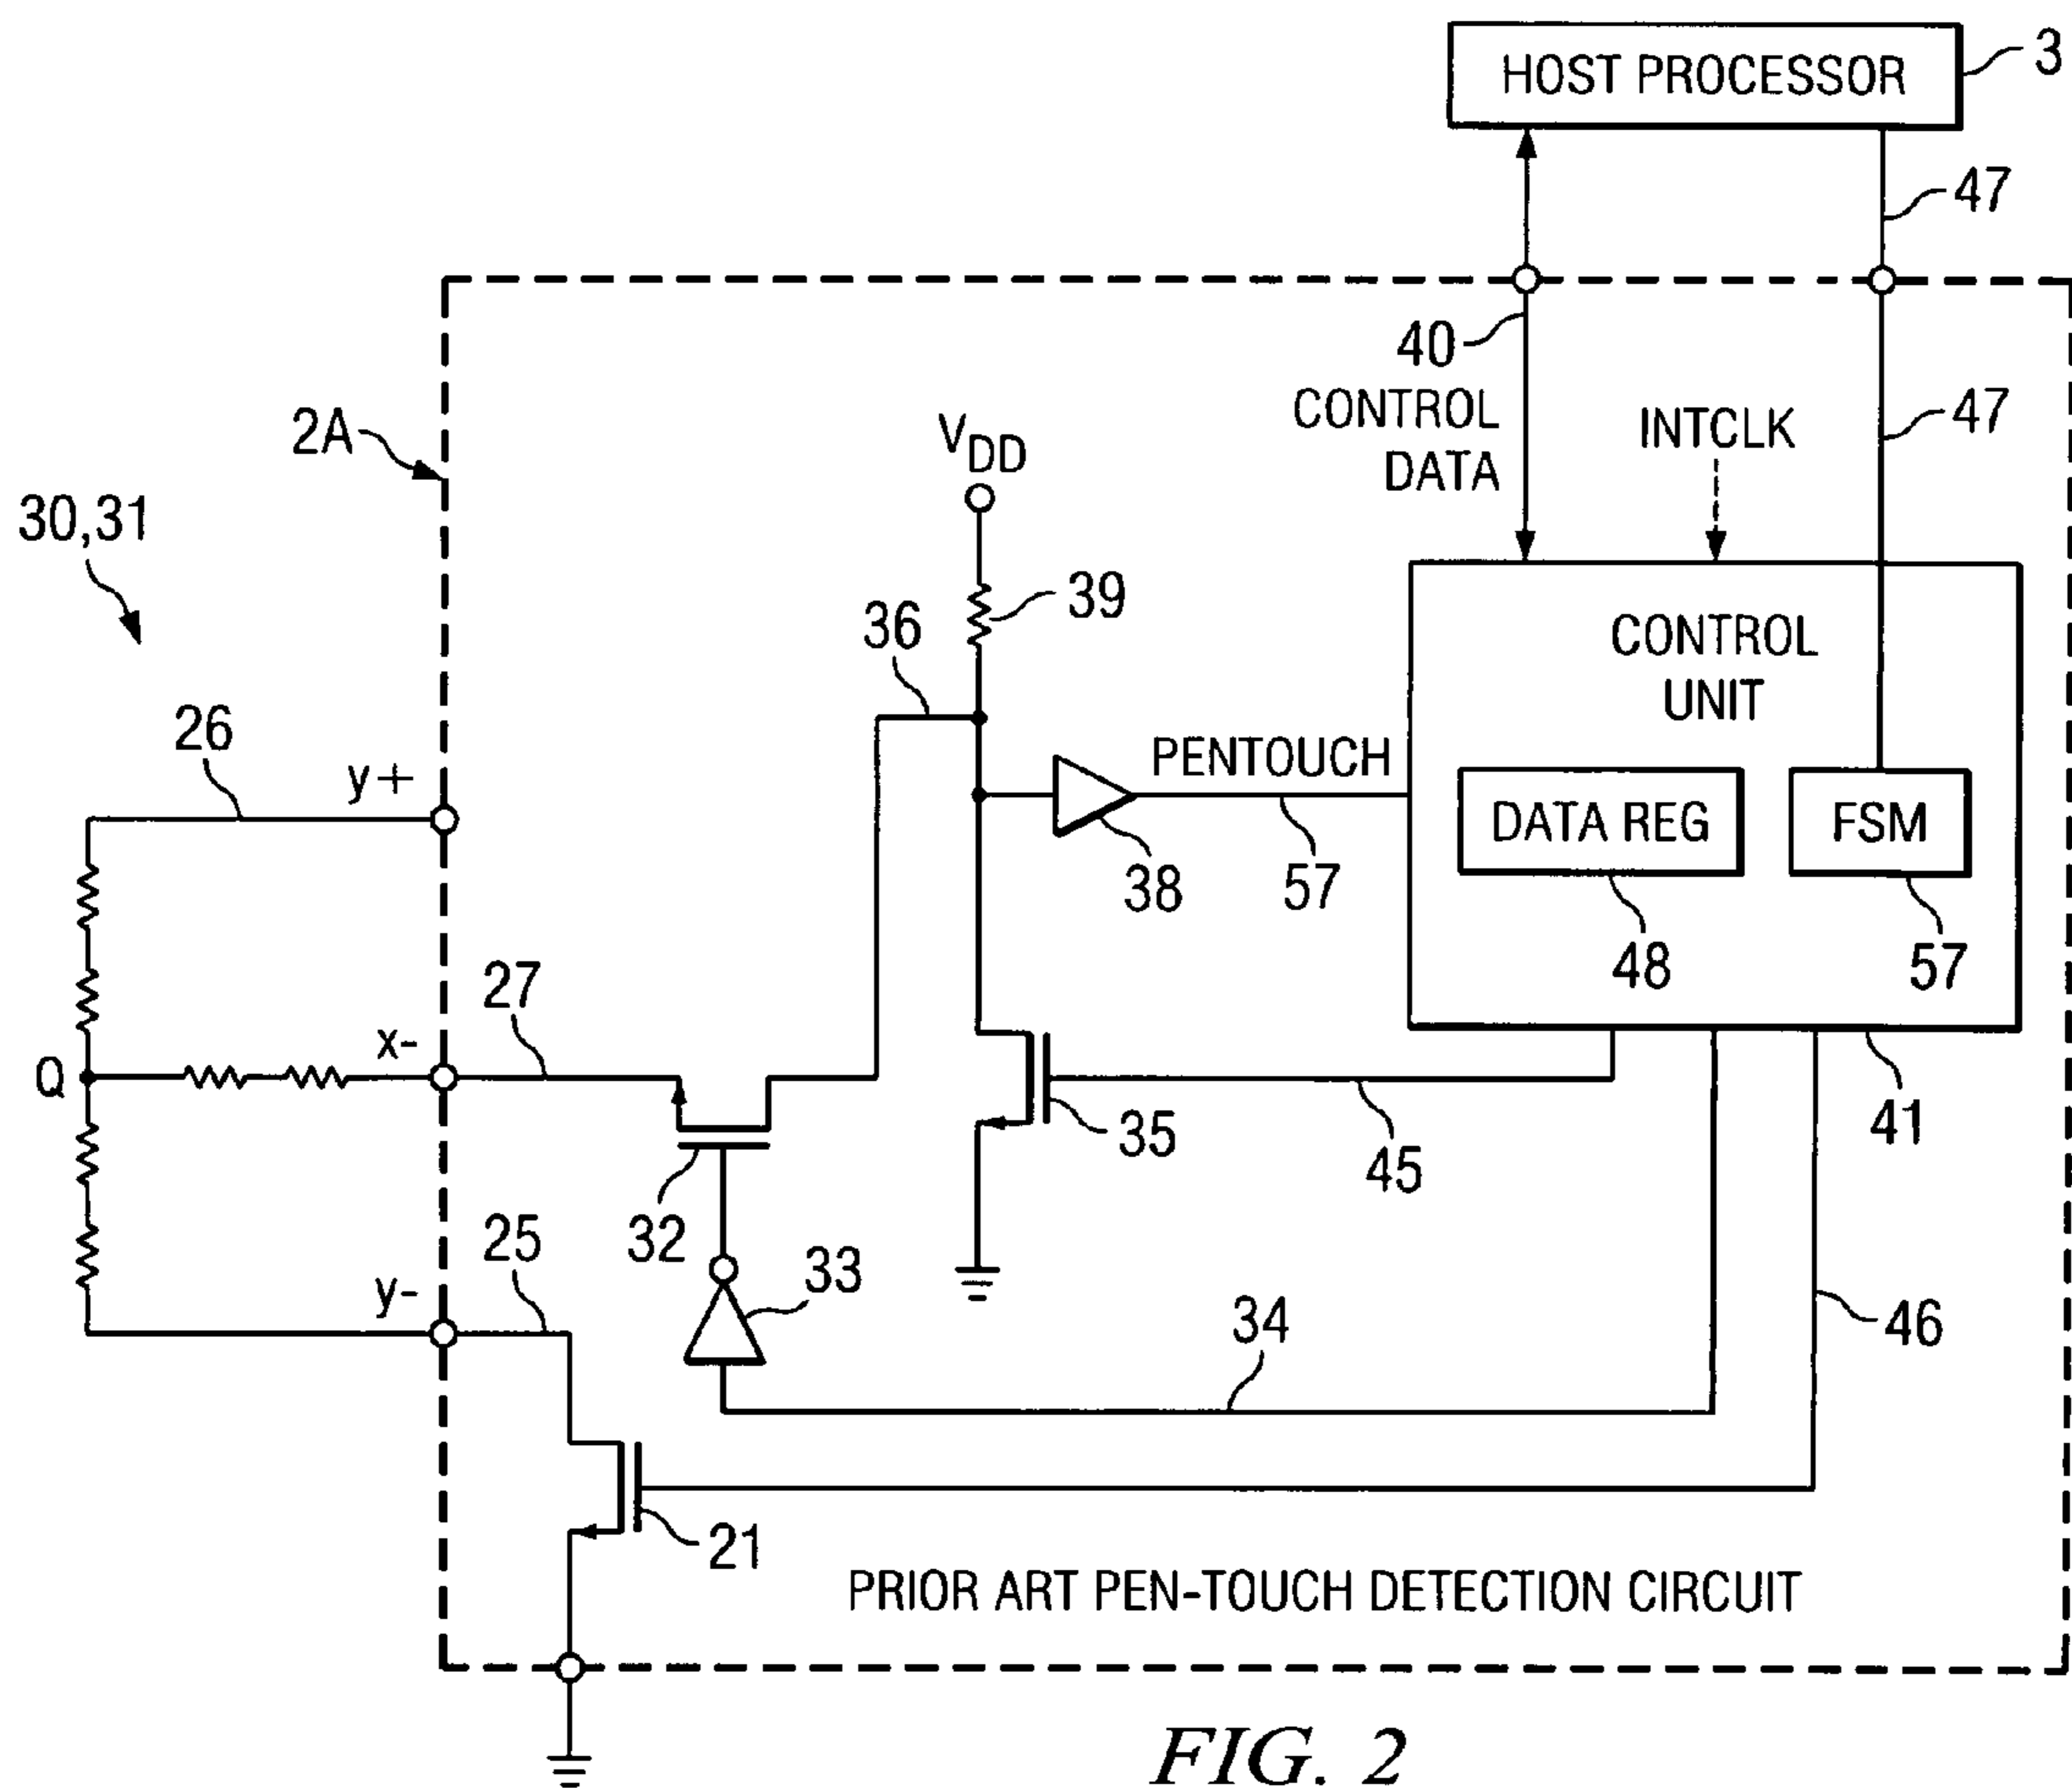 HOST PROCESSOR
3
47
40
CONTROL
DATA
INTCLK
47
2A
VDD
30,31
39
36
CONTROL
UNIT
26
y+
PENTOUCH
DATA REG
FSM
38
57
48
57
27
x-
Q
35
45
41
32
25
33
y-
34
46
21
PRIOR ART PEN-TOUCH DETECTION CIRCUIT
FIG. 2